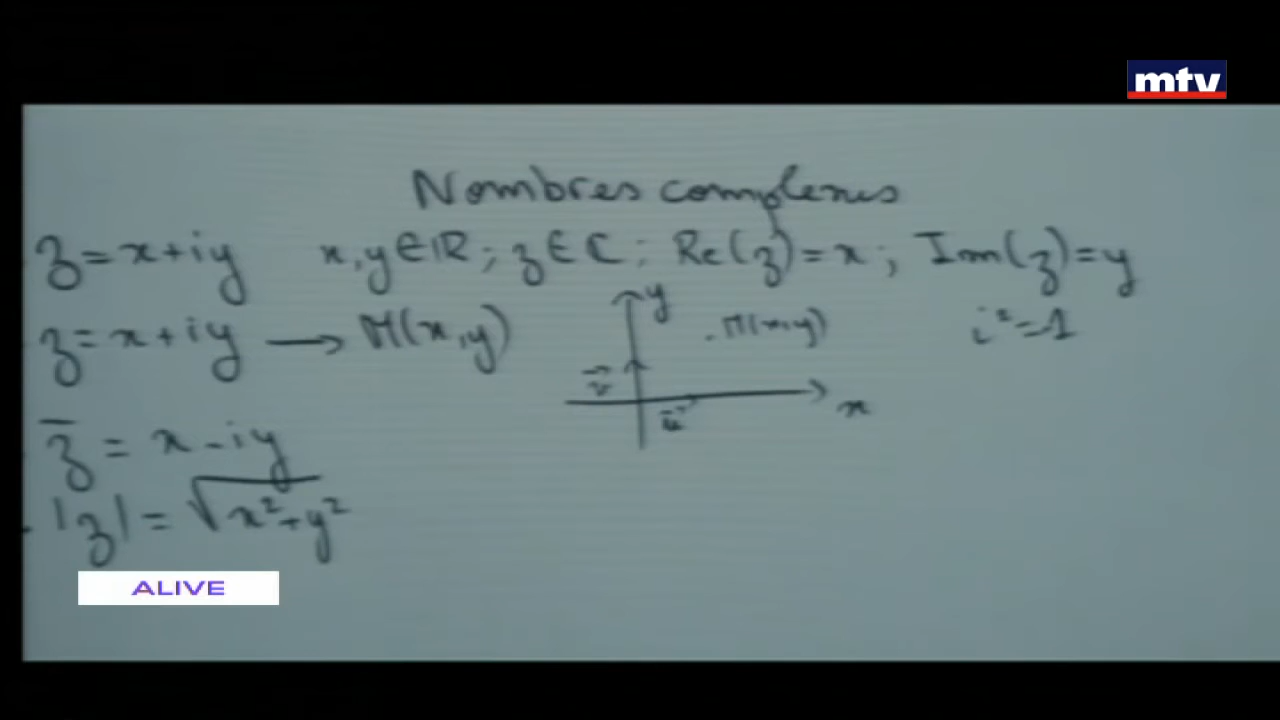 mtv
Nombres complexes
z = x + iy   x, y ∈ ℝ ; z ∈ ℂ ; Re(z) = x ; Im(z) = y
z = x + iy → M(x, y)   y   . M(x, y)   i² = 1
v⃗   u⃗   x
z̄ = x - iy
|z| = √x² + y²
ALIVE